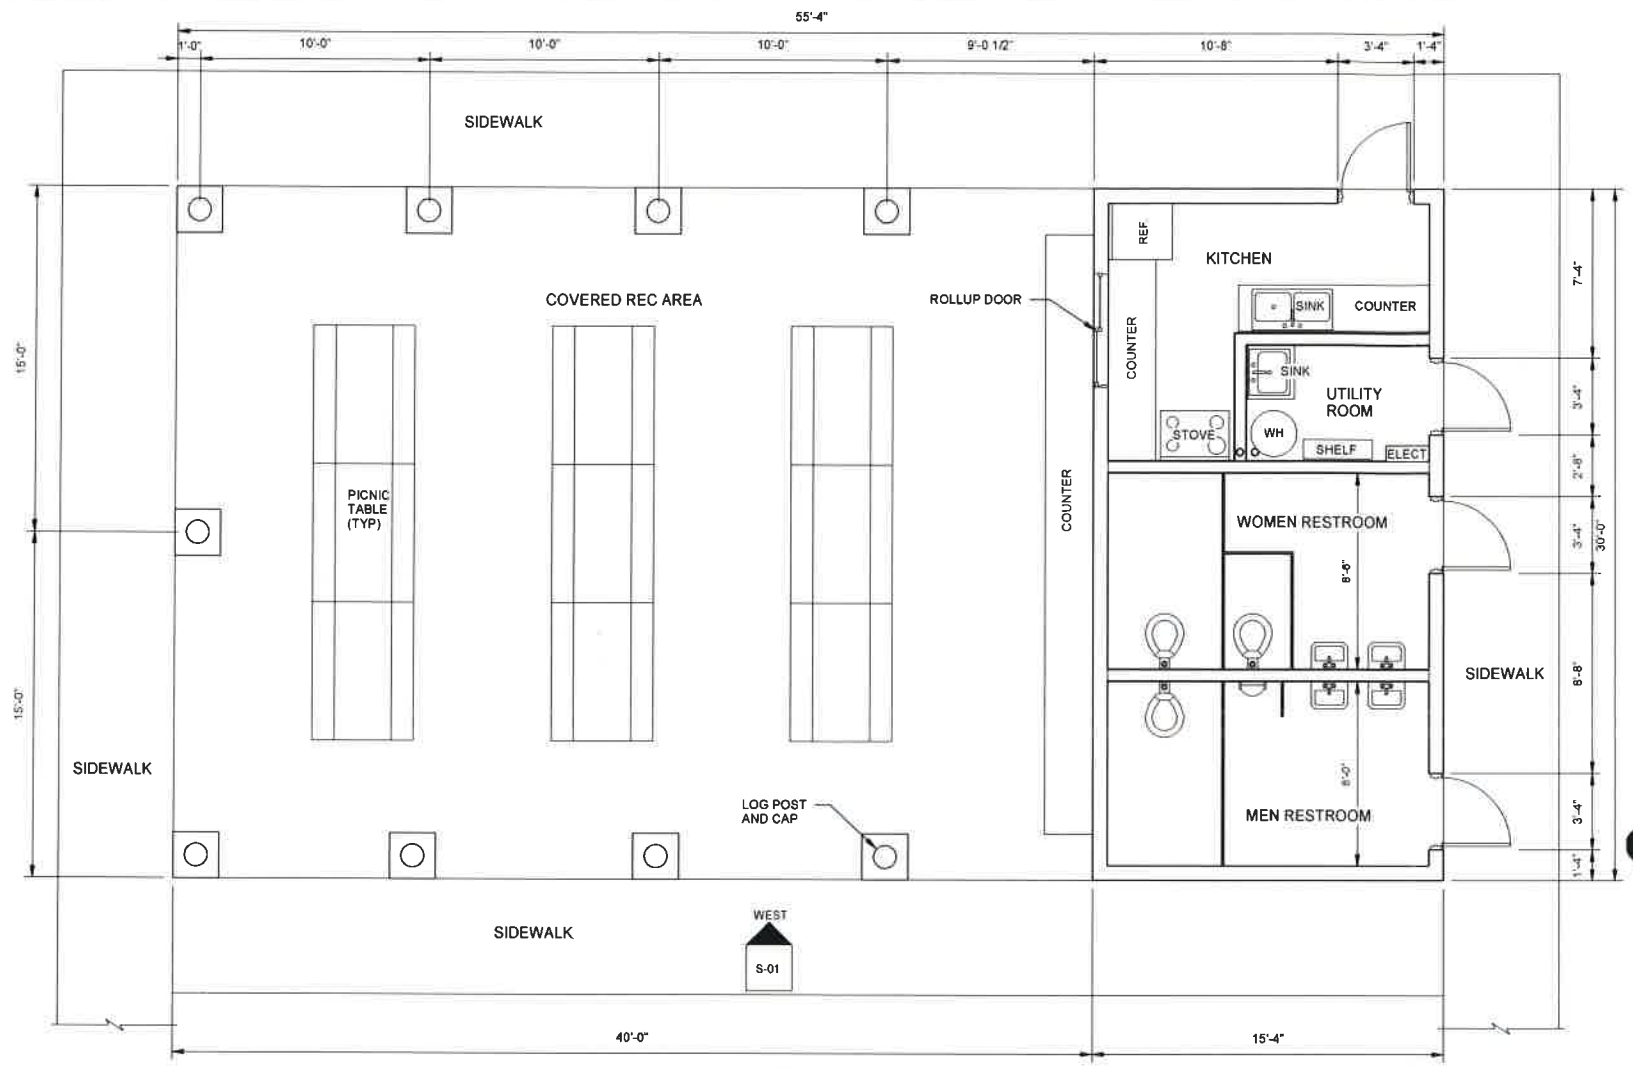 55'-4"
1'-0"
10'-0"
10'-0"
10'-0"
9'-0 1/2"
10'-8"
3'-4"
1'-4"
SIDEWALK
REF.
KITCHEN
7'-4"
COVERED REC AREA
ROLLUP DOOR
SINK
COUNTER
COUNTER
15'-0"
SINK
UTILITY
ROOM
3'-4"
STOVE
WH
SHELF
ELECT
2'-8"
PICNIC
TABLE
(TYP)
COUNTER
WOMEN RESTROOM
3'-4"
30'-0"
8'-6"
SIDEWALK
8'-8"
15'-0"
SIDEWALK
LOG POST
AND CAP
8'-0"
MEN RESTROOM
3'-4"
1'-4"
WEST
SIDEWALK
S-01
40'-0"
15'-4"